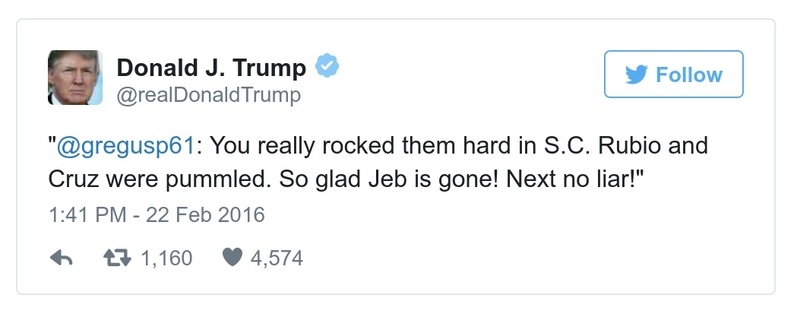 Donald J. Trump
@realDonaldTrump
Follow
"@gregusp61: You really rocked them hard in S.C. Rubio and
Cruz were pummled. So glad Jeb is gone! Next no liar!"
1:41 PM - 22 Feb 2016
1,160 4,574